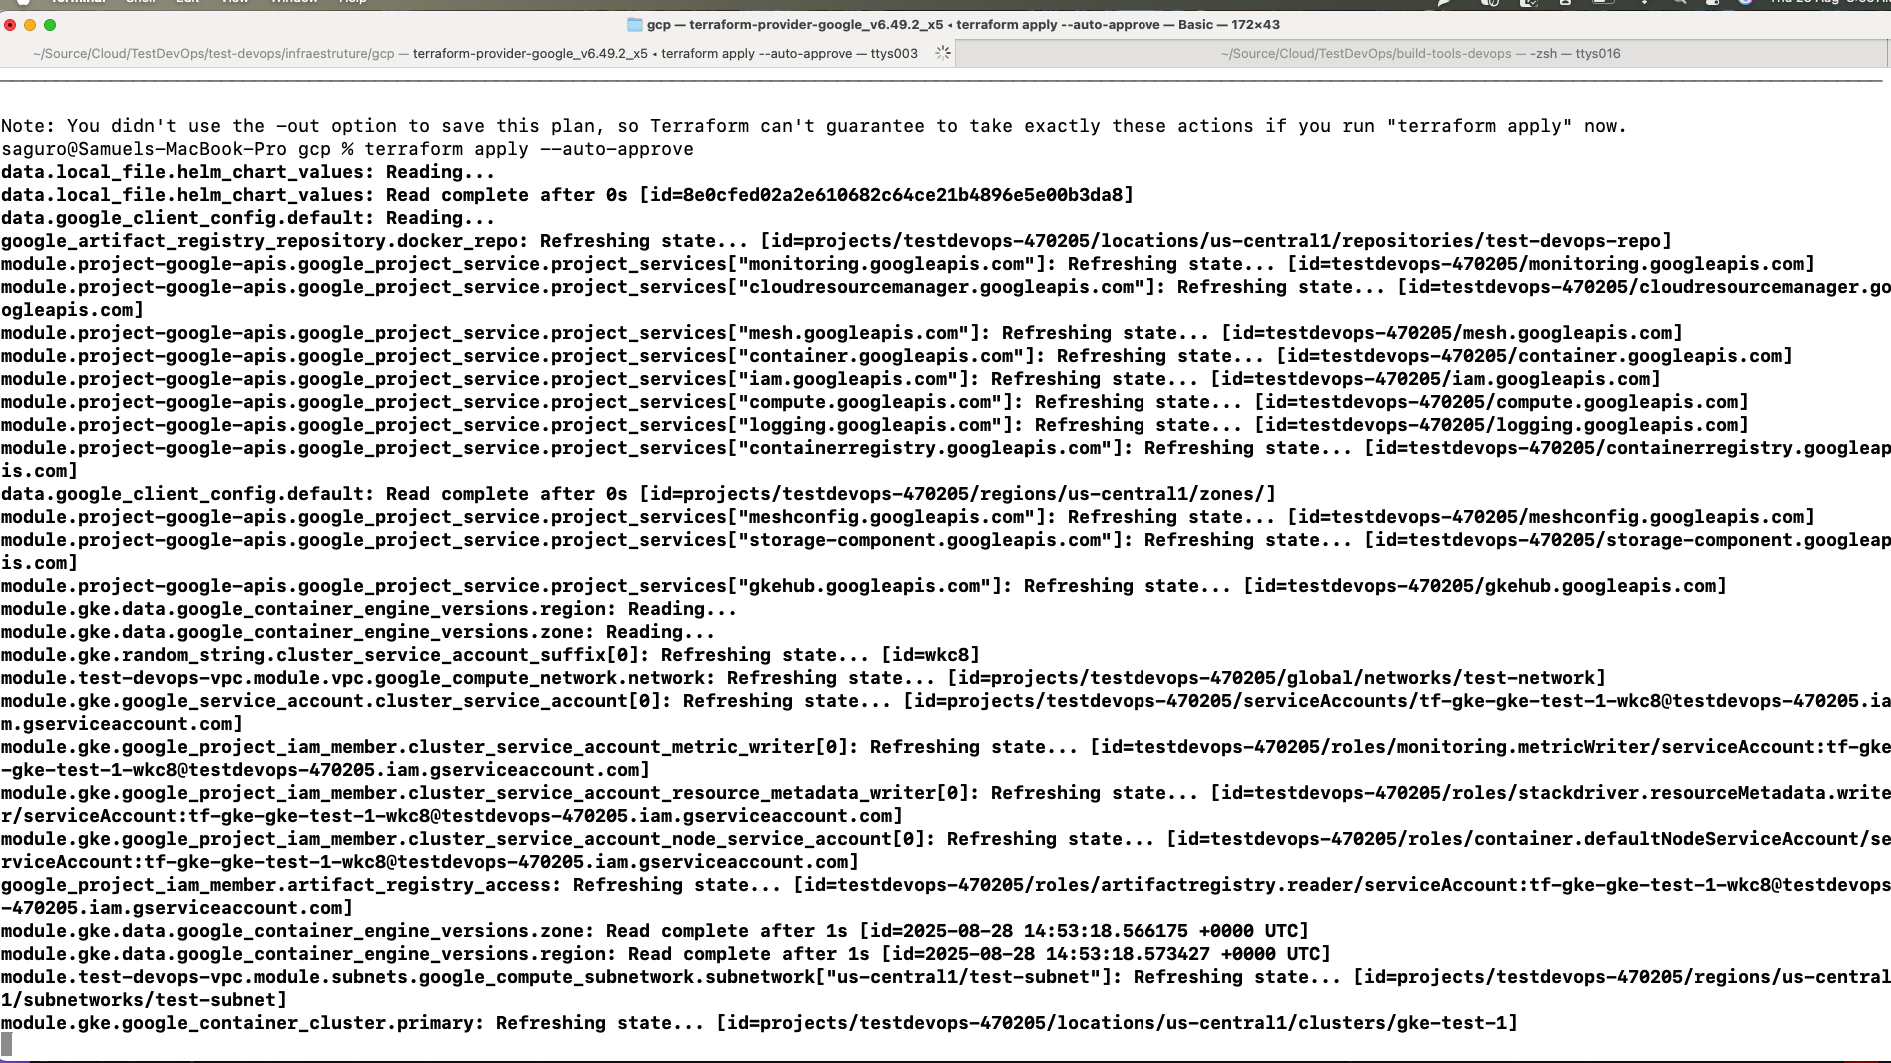 gcp — terraform-provider-google_v6.49.2_x5 ◂ terraform apply --auto-approve — Basic — 172×43
~/Source/Cloud/TestDevOps/test-devops/infraestruture/gcp — terraform-provider-google_v6.49.2_x5 ◂ terraform apply --auto-approve — ttys003
~/Source/Cloud/TestDevOps/build-tools-devops — -zsh — ttys016
Note: You didn't use the -out option to save this plan, so Terraform can't guarantee to take exactly these actions if you run "terraform apply" now.
saguro@Samuels-MacBook-Pro gcp % terraform apply --auto-approve
data.local_file.helm_chart_values: Reading...
data.local_file.helm_chart_values: Read complete after 0s [id=8e0cfed02a2e610682c64ce21b4896e5e00b3da8]
data.google_client_config.default: Reading...
google_artifact_registry_repository.docker_repo: Refreshing state... [id=projects/testdevops-470205/locations/us-central1/repositories/test-devops-repo]
module.project-google-apis.google_project_service.project_services["monitoring.googleapis.com"]: Refreshing state... [id=testdevops-470205/monitoring.googleapis.com]
module.project-google-apis.google_project_service.project_services["cloudresourcemanager.googleapis.com"]: Refreshing state... [id=testdevops-470205/cloudresourcemanager.go
ogleapis.com]
module.project-google-apis.google_project_service.project_services["mesh.googleapis.com"]: Refreshing state... [id=testdevops-470205/mesh.googleapis.com]
module.project-google-apis.google_project_service.project_services["container.googleapis.com"]: Refreshing state... [id=testdevops-470205/container.googleapis.com]
module.project-google-apis.google_project_service.project_services["iam.googleapis.com"]: Refreshing state... [id=testdevops-470205/iam.googleapis.com]
module.project-google-apis.google_project_service.project_services["compute.googleapis.com"]: Refreshing state... [id=testdevops-470205/compute.googleapis.com]
module.project-google-apis.google_project_service.project_services["logging.googleapis.com"]: Refreshing state... [id=testdevops-470205/logging.googleapis.com]
module.project-google-apis.google_project_service.project_services["containerregistry.googleapis.com"]: Refreshing state... [id=testdevops-470205/containerregistry.googleap
is.com]
data.google_client_config.default: Read complete after 0s [id=projects/testdevops-470205/regions/us-central1/zones/]
module.project-google-apis.google_project_service.project_services["meshconfig.googleapis.com"]: Refreshing state... [id=testdevops-470205/meshconfig.googleapis.com]
module.project-google-apis.google_project_service.project_services["storage-component.googleapis.com"]: Refreshing state... [id=testdevops-470205/storage-component.googleap
is.com]
module.project-google-apis.google_project_service.project_services["gkehub.googleapis.com"]: Refreshing state... [id=testdevops-470205/gkehub.googleapis.com]
module.gke.data.google_container_engine_versions.region: Reading...
module.gke.data.google_container_engine_versions.zone: Reading...
module.gke.random_string.cluster_service_account_suffix[0]: Refreshing state... [id=wkc8]
module.test-devops-vpc.module.vpc.google_compute_network.network: Refreshing state... [id=projects/testdevops-470205/global/networks/test-network]
module.gke.google_service_account.cluster_service_account[0]: Refreshing state... [id=projects/testdevops-470205/serviceAccounts/tf-gke-gke-test-1-wkc8@testdevops-470205.ia
m.gserviceaccount.com]
module.gke.google_project_iam_member.cluster_service_account_metric_writer[0]: Refreshing state... [id=testdevops-470205/roles/monitoring.metricWriter/serviceAccount:tf-gke
-gke-test-1-wkc8@testdevops-470205.iam.gserviceaccount.com]
module.gke.google_project_iam_member.cluster_service_account_resource_metadata_writer[0]: Refreshing state... [id=testdevops-470205/roles/stackdriver.resourceMetadata.write
r/serviceAccount:tf-gke-gke-test-1-wkc8@testdevops-470205.iam.gserviceaccount.com]
module.gke.google_project_iam_member.cluster_service_account_node_service_account[0]: Refreshing state... [id=testdevops-470205/roles/container.defaultNodeServiceAccount/se
rviceAccount:tf-gke-gke-test-1-wkc8@testdevops-470205.iam.gserviceaccount.com]
google_project_iam_member.artifact_registry_access: Refreshing state... [id=testdevops-470205/roles/artifactregistry.reader/serviceAccount:tf-gke-gke-test-1-wkc8@testdevops
-470205.iam.gserviceaccount.com]
module.gke.data.google_container_engine_versions.zone: Read complete after 1s [id=2025-08-28 14:53:18.566175 +0000 UTC]
module.gke.data.google_container_engine_versions.region: Read complete after 1s [id=2025-08-28 14:53:18.573427 +0000 UTC]
module.test-devops-vpc.module.subnets.google_compute_subnetwork.subnetwork["us-central1/test-subnet"]: Refreshing state... [id=projects/testdevops-470205/regions/us-central
1/subnetworks/test-subnet]
module.gke.google_container_cluster.primary: Refreshing state... [id=projects/testdevops-470205/locations/us-central1/clusters/gke-test-1]